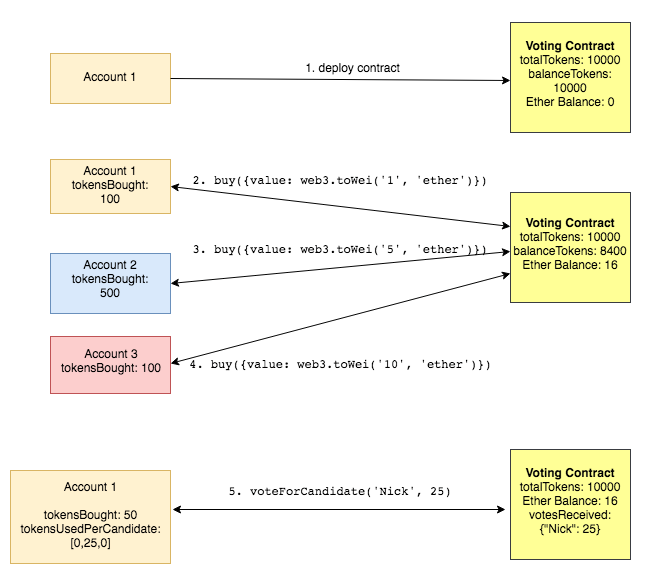 Account 1
1. deploy contract
Voting Contract
totalTokens: 10000
balanceTokens:
10000
Ether Balance: 0
Account 1
tokensBought:
100
2. buy({value: web3.toWei('1', 'ether')})
Voting Contract
totalTokens: 10000
balanceTokens: 8400
Ether Balance: 16
3. buy({value: web3.toWei('5', 'ether')})
Account 2
tokensBought:
500
Account 3
tokensBought: 100
4. buy({value: web3.toWei('10', 'ether')})
Account 1
tokensBought: 50
tokensUsedPerCandidate:
[0,25,0]
5. voteForCandidate('Nick', 25)
Voting Contract
totalTokens: 10000
Ether Balance: 16
votesReceived:
{"Nick": 25}